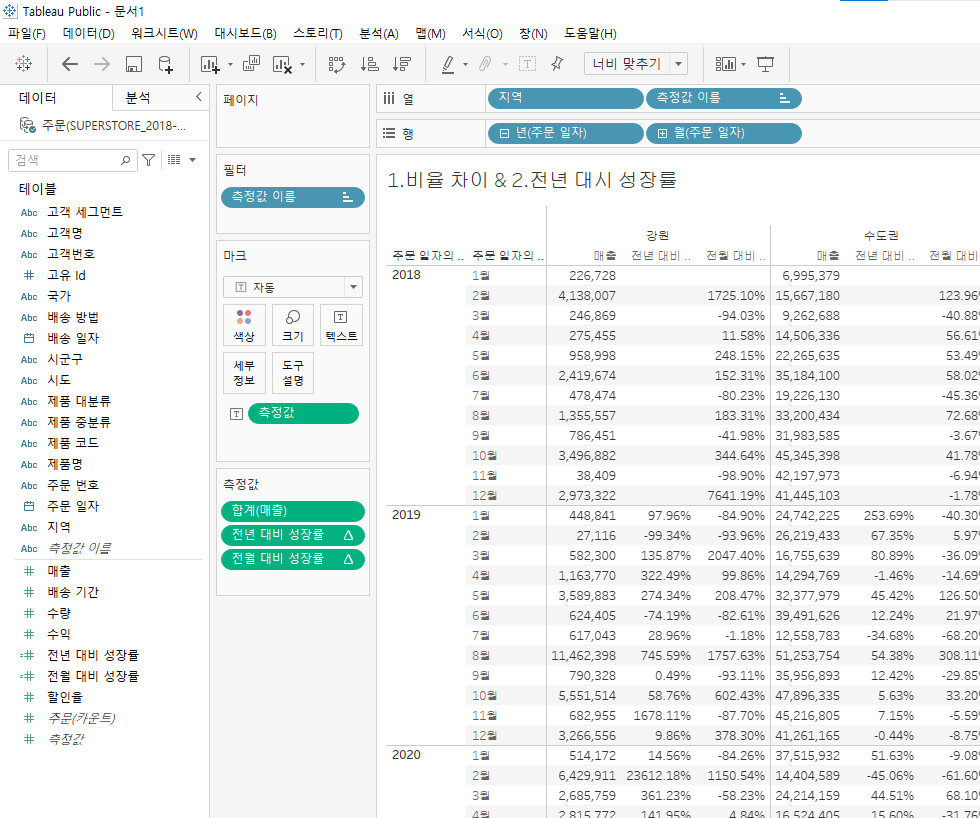 Tableau Public - 문서1
파일(F) 데이터(D) 워크시트(W) 대시보드(B) 스토리(T) 분석(A) 맵(M) 서식(O) 창(N) 도움말(H)
너비 맞추기
데이터 분석
주문(SUPERSTORE_2018-...
검색
테이블
Abc 고객 세그먼트
Abc 고객명
Abc 고객번호
# 고유 Id
Abc 국가
Abc 배송 방법
배송 일자
Abc 시군구
Abc 시도
Abc 제품 대분류
Abc 제품 중분류
Abc 제품 코드
Abc 제품명
Abc 주문 번호
주문 일자
Abc 지역
Abc 측정값 이름
# 매출
# 배송 기간
# 수량
# 수익
=# 전년 대비 성장률
=# 전월 대비 성장률
# 할인율
# 주문(카운트)
# 측정값
페이지
필터
측정값 이름
마크
자동
색상 크기 텍스트
세부 정보 도구 설명
측정값
측정값
합계(매출)
전년 대비 성장률 Δ
전월 대비 성장률 Δ
열 지역 측정값 이름
행 년(주문 일자) 월(주문 일자)
1.비율 차이 & 2.전년 대시 성장률
강원 수도권
주문 일자의 .. 주문 일자의 .. 매출 전년 대비 .. 전월 대비 .. 매출 전년 대비 .. 전월 대비
2018 1월 226,728 6,995,379
2월 4,138,007 1725.10% 15,667,180 123.96%
3월 246,869 -94.03% 9,262,688 -40.88%
4월 275,455 11.58% 14,506,336 56.61%
5월 958,998 248.15% 22,265,635 53.49%
6월 2,419,674 152.31% 35,184,100 58.02%
7월 478,474 -80.23% 19,226,130 -45.36%
8월 1,355,557 183.31% 33,200,434 72.68%
9월 786,451 -41.98% 31,983,585 -3.67%
10월 3,496,882 344.64% 45,345,398 41.78%
11월 38,409 -98.90% 42,197,973 -6.94%
12월 2,973,322 7641.19% 41,445,103 -1.78%
2019 1월 448,841 97.96% -84.90% 24,742,225 253.69% -40.30%
2월 27,116 -99.34% -93.96% 26,219,433 67.35% 5.97%
3월 582,300 135.87% 2047.40% 16,755,639 80.89% -36.09%
4월 1,163,770 322.49% 99.86% 14,294,769 -1.46% -14.69%
5월 3,589,883 274.34% 208.47% 32,377,979 45.42% 126.50%
6월 624,405 -74.19% -82.61% 39,491,626 12.24% 21.97%
7월 617,043 28.96% -1.18% 12,558,783 -34.68% -68.20%
8월 11,462,398 745.59% 1757.63% 51,253,754 54.38% 308.11%
9월 790,328 0.49% -93.11% 35,956,893 12.42% -29.85%
10월 5,551,514 58.76% 602.43% 47,896,335 5.63% 33.20%
11월 682,955 1678.11% -87.70% 45,216,805 7.15% -5.59%
12월 3,266,556 9.86% 378.30% 41,261,165 -0.44% -8.75%
2020 1월 514,172 14.56% -84.26% 37,515,932 51.63% -9.08%
2월 6,429,911 23612.18% 1150.54% 14,404,589 -45.06% -61.60%
3월 2,685,759 361.23% -58.23% 24,214,159 44.51% 68.10%
4월 2,815,772 141.95% 4.84% 16,524,405 15.60% -31.76%